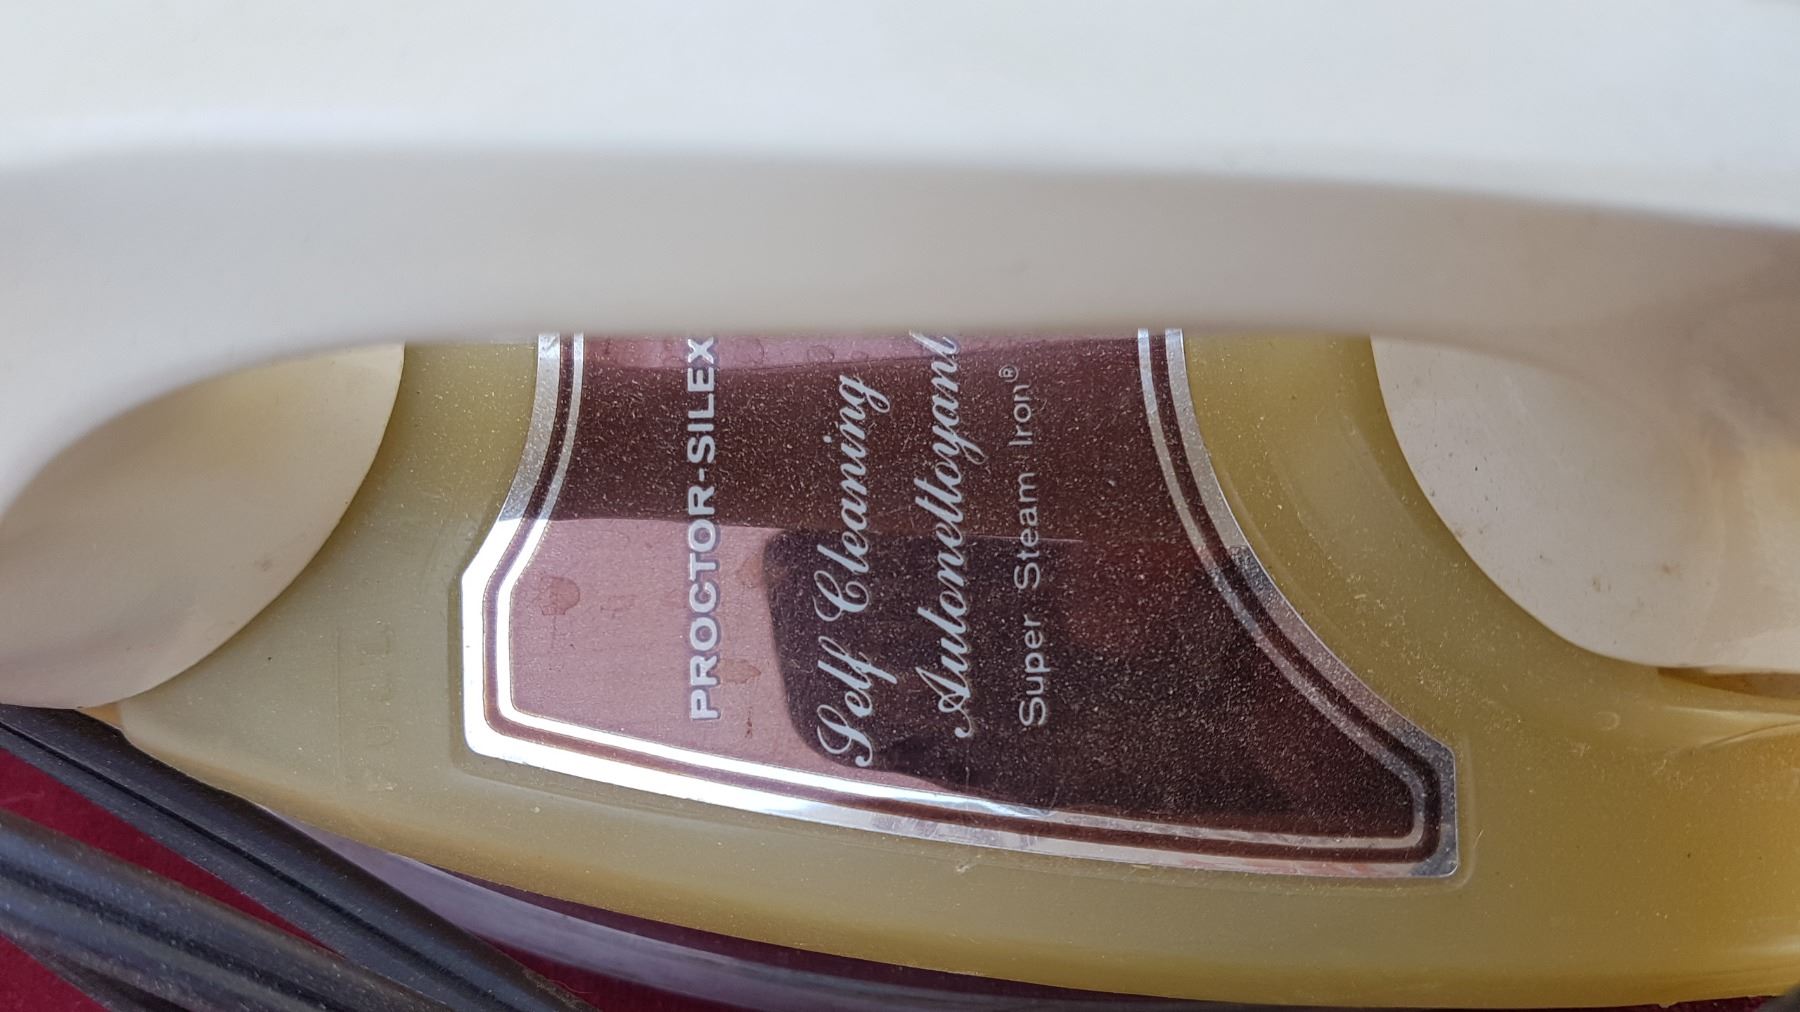 PROCTOR-SILEX
Self Cleaning
Autonettoyant
Super Steam Iron®